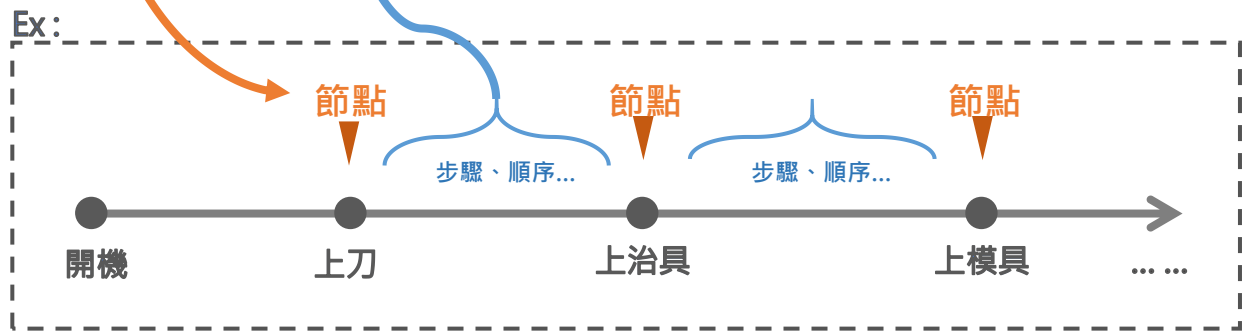 Ex :
節點 節點 節點
步驟、順序... 步驟、順序...
開機 上刀 上治具 上模具 ... ...